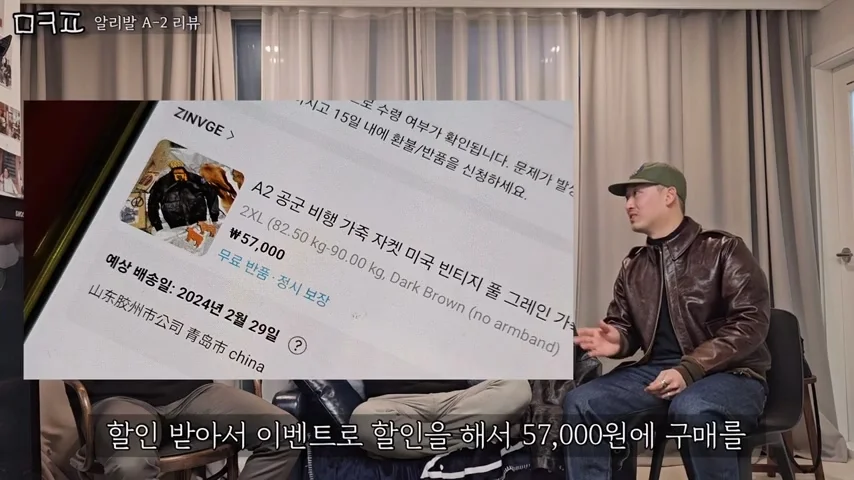 ㅁㅋㅍ 알리발 A-2 리뷰
으로 수령 여부가 확인됩니다. 문제가 발생
시고 15일 내에 환불/반품을 신청하세요.
ZINVGE >
A2 공군 비행 가죽 자켓 미국 빈티지 풀 그레인 가죽
2XL (82.50 kg-90.00 kg, Dark Brown (no armband)
₩57,000
무료 반품·정시 보장
예상 배송일: 2024년 2월 29일 ?
山东胶州市公司 青岛市 china
할인 받아서 이벤트로 할인을 해서 57,000원에 구매를